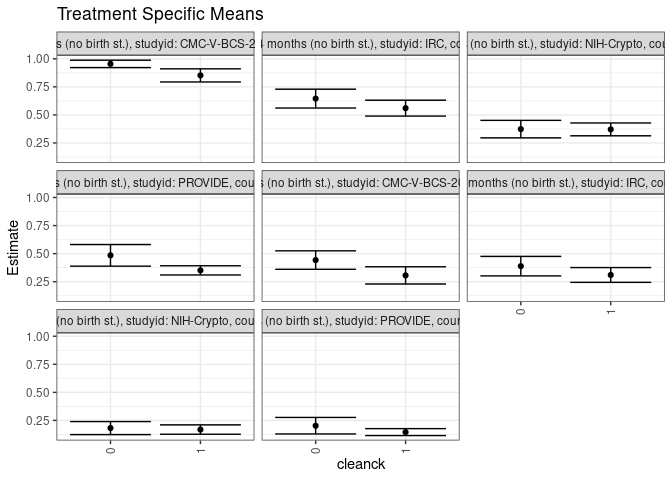 Treatment Specific Means
s (no birth st.), studyid: CMC-V-BCS-2
months (no birth st.), studyid: IRC, co
(no birth st.), studyid: NIH-Crypto, cou
1.00
0.75
0.50
0.25
s (no birth st.), studyid: PROVIDE, cou
s (no birth st.), studyid: CMC-V-BCS-20
months (no birth st.), studyid: IRC, co
1.00
0.75
0.50
0.25
Estimate
(no birth st.), studyid: NIH-Crypto, cou
(no birth st.), studyid: PROVIDE, cour
0
1
1.00
0.75
0.50
0.25
0
1
0
1
cleanck